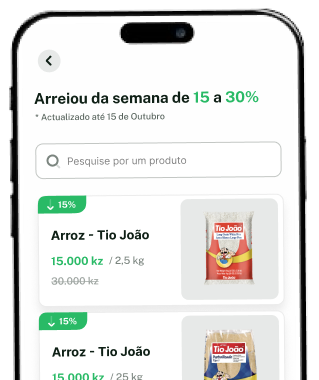 Arreiou da semana de 15 a 30%
* Actualizado até 15 de Outubro
Pesquise por um produto
↓ 15%
Arroz - Tio João
15.000 kz / 2,5 kg
30.000 kz
Tio João
↓ 15%
Arroz - Tio João
15.000 kz / 25 kg
Tio João